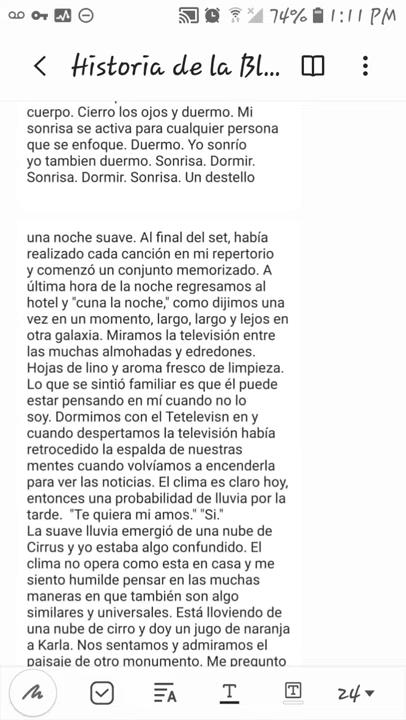 74% 1:11 PM
Historia de la Bl...
cuerpo. Cierro los ojos y duermo. Mi
sonrisa se activa para cualquier persona
que se enfoque. Duermo. Yo sonrío
yo tambien duermo. Sonrisa. Dormir.
Sonrisa. Dormir. Sonrisa. Un destello
una noche suave. Al final del set, había
realizado cada canción en mi repertorio
y comenzó un conjunto memorizado. A
última hora de la noche regresamos al
hotel y "cuna la noche," como dijimos una
vez en un momento, largo, largo y lejos en
otra galaxia. Miramos la televisión entre
las muchas almohadas y edredones.
Hojas de lino y aroma fresco de limpieza.
Lo que se sintió familiar es que él puede
estar pensando en mí cuando no lo
soy. Dormimos con el Tetelevisn en y
cuando despertamos la televisión había
retrocedido la espalda de nuestras
mentes cuando volvíamos a encenderla
para ver las noticias. El clima es claro hoy,
entonces una probabilidad de lluvia por la
tarde.  "Te quiera mi amos." "Si."
La suave lluvia emergió de una nube de
Cirrus y yo estaba algo confundido. El
clima no opera como esta en casa y me
siento humilde pensar en las muchas
maneras en que también son algo
similares y universales. Está lloviendo de
una nube de cirro y doy un jugo de naranja
a Karla. Nos sentamos y admiramos el
paisaje de otro monumento. Me pregunto
A T T 24